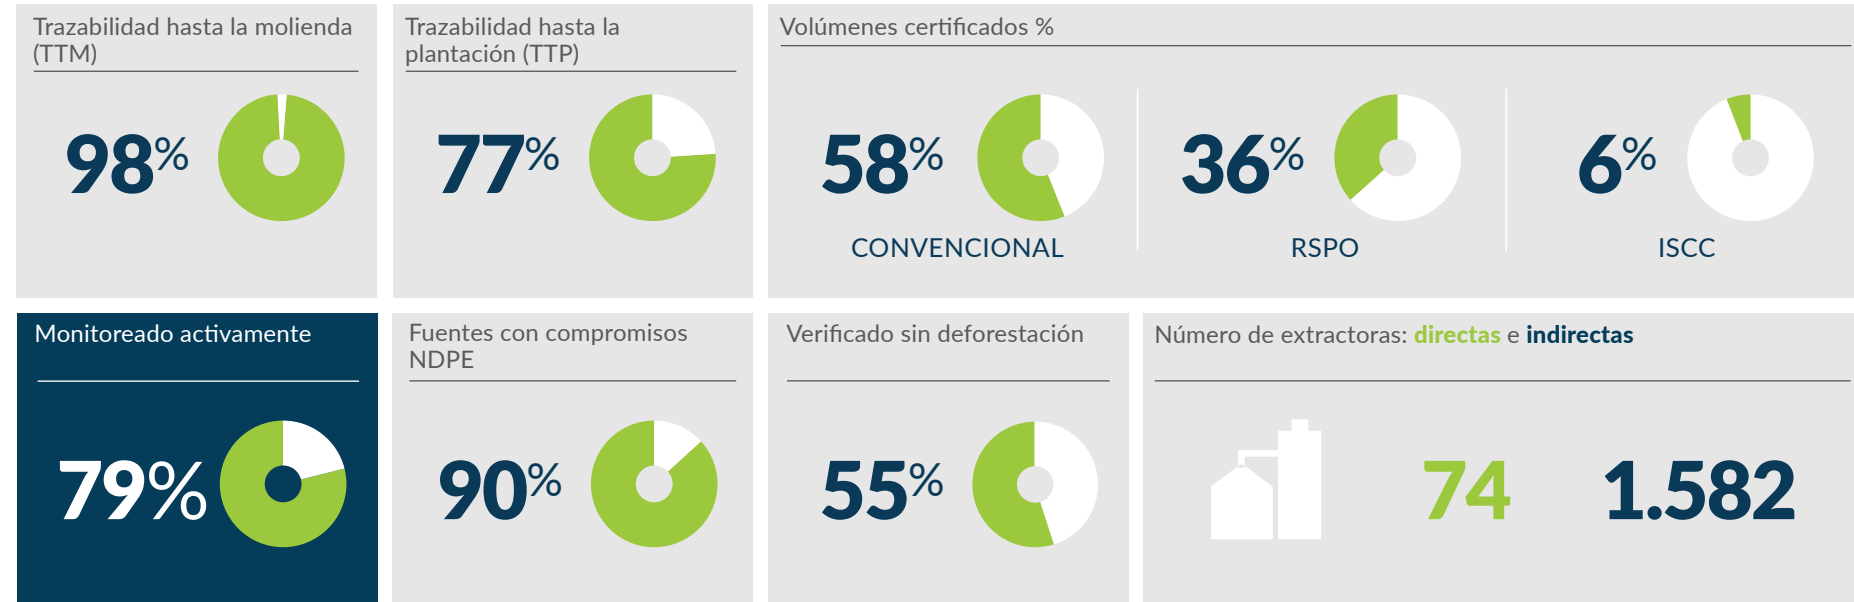 Trazabilidad hasta la molienda
(TTM)
98%
Trazabilidad hasta la
plantación (TTP)
77%
Volúmenes certificados %
58%
CONVENCIONAL
36%
RSPO
6%
ISCC
Monitoreado activamente
79%
Fuentes con compromisos
NDPE
90%
Verificado sin deforestación
55%
Número de extractoras: directas e indirectas
74
1.582